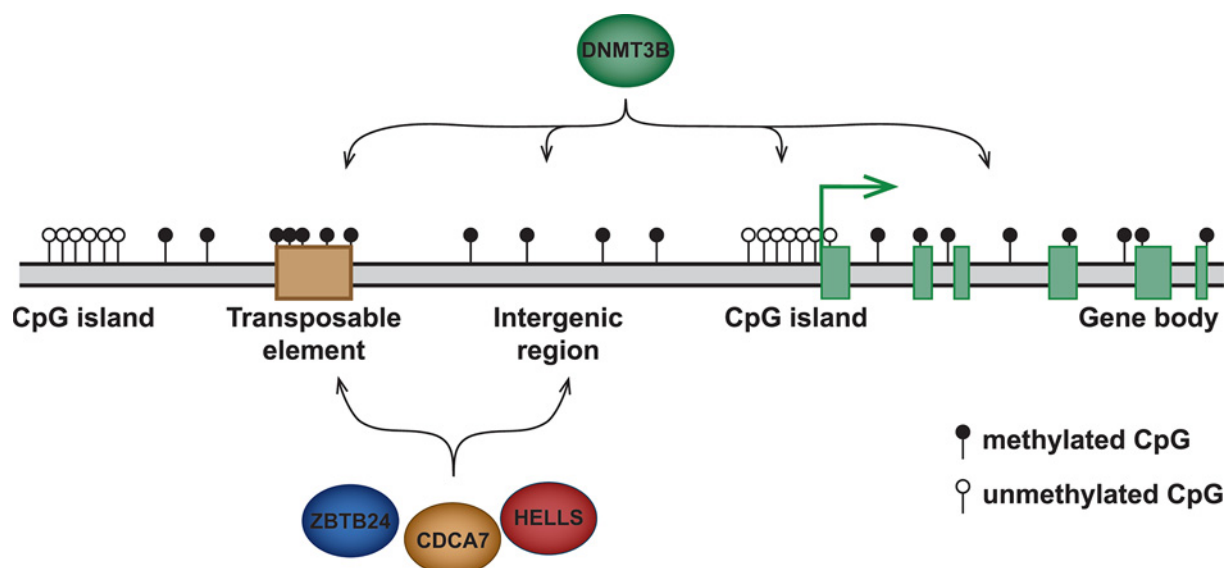 DNMT3B
CpG island
Transposable
element
Intergenic
region
CpG island
Gene body
methylated CpG
unmethylated CpG
ZBTB24
CDCA7
HELLS